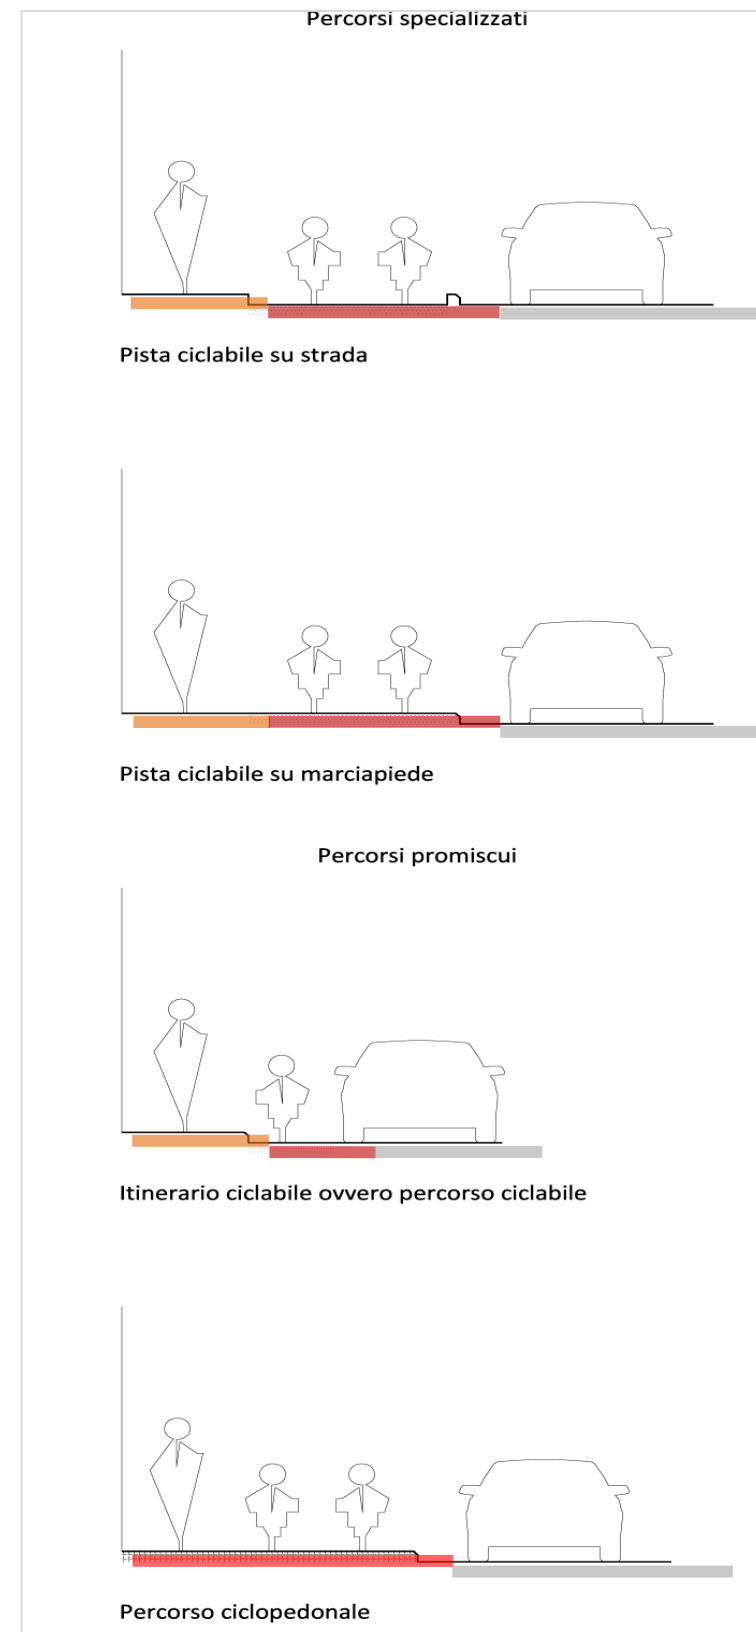 Percorsi specializzati
Pista ciclabile su strada
Pista ciclabile su marciapiede
Percorsi promiscui
Itinerario ciclabile ovvero percorso ciclabile
Percorso ciclopedonale